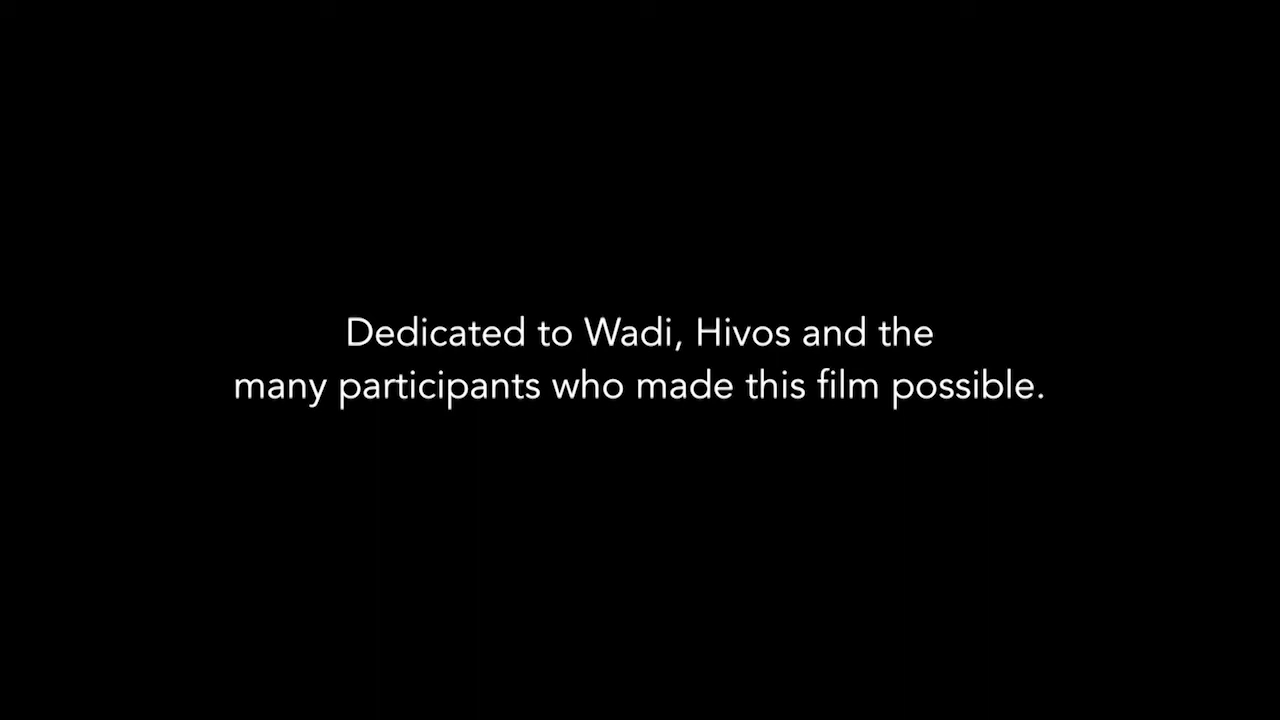 Dedicated to Wadi, Hivos and the
many participants who made this film possible.